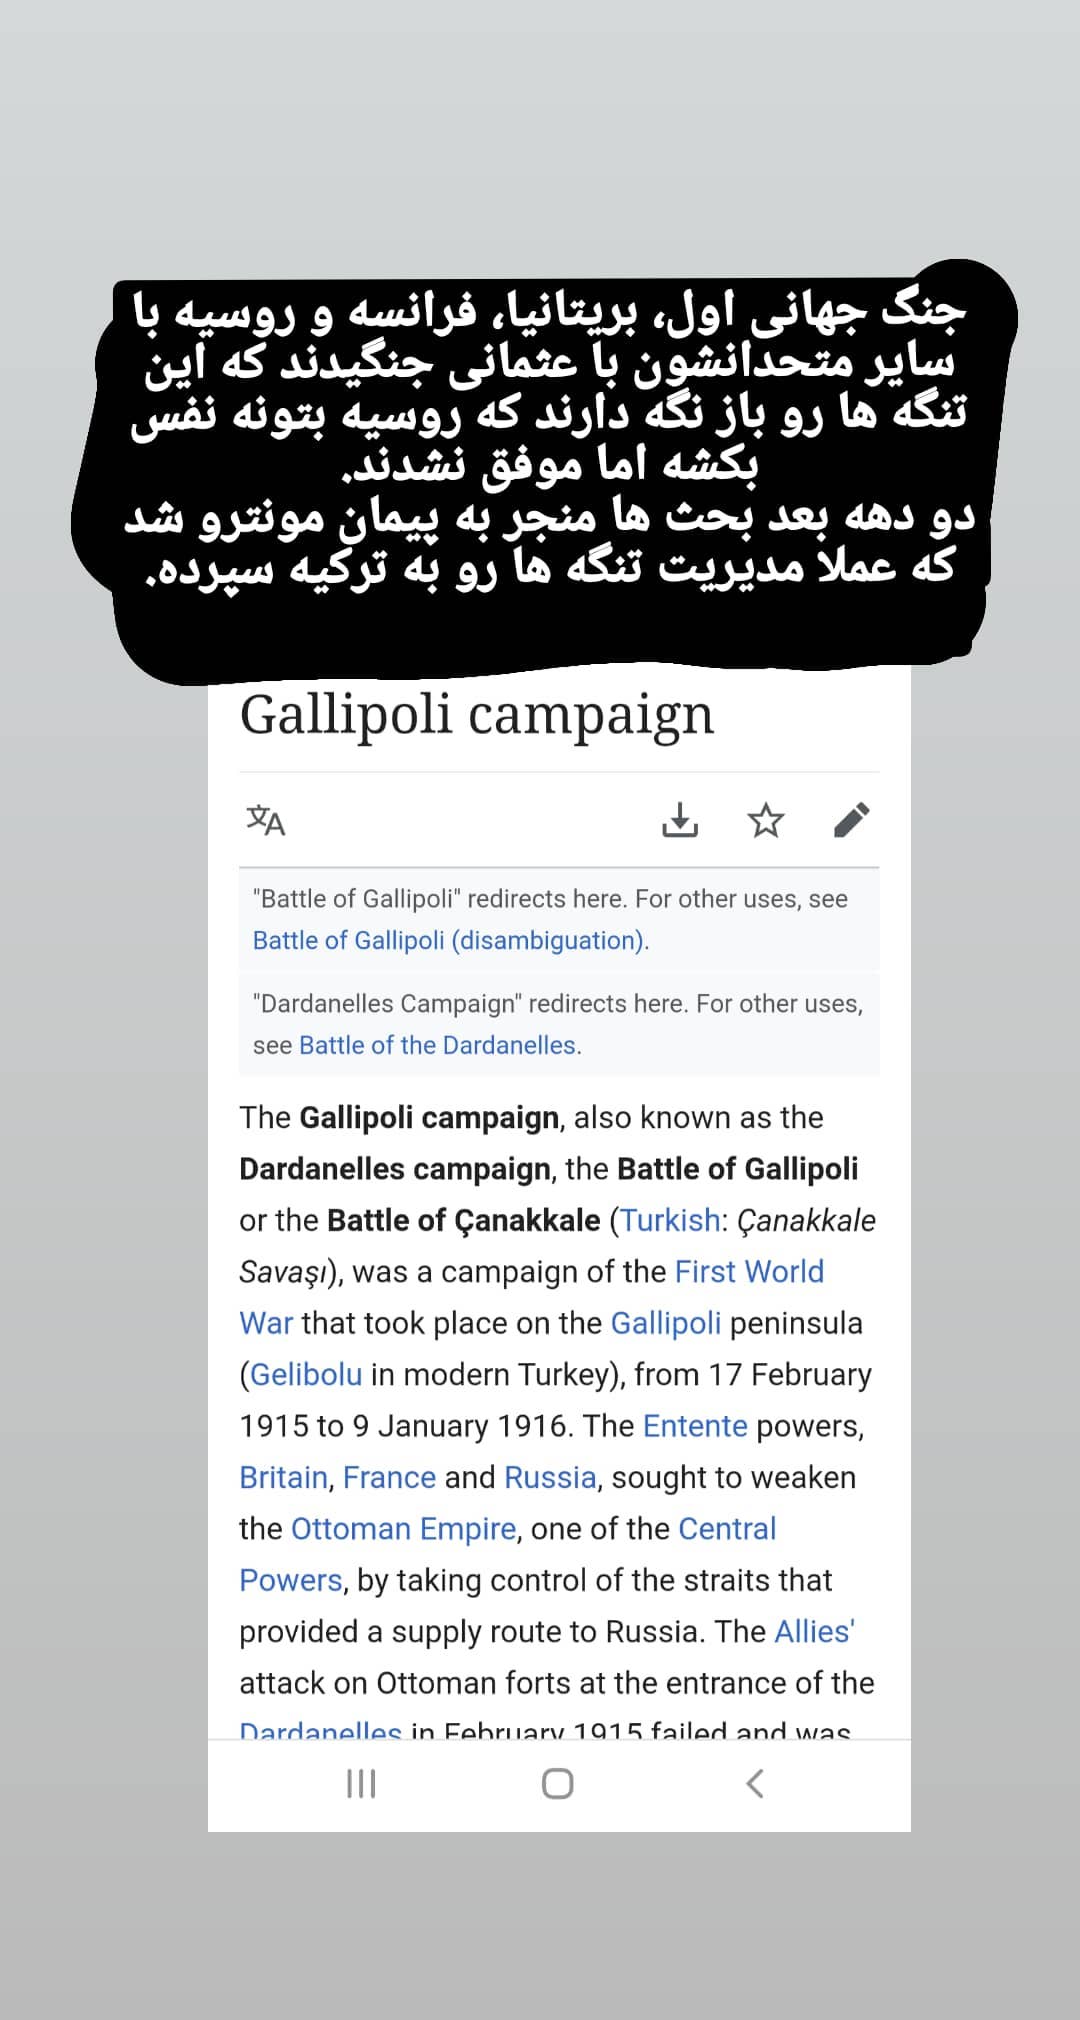 جنگ جهانی اول، بریتانیا، فرانسه و روسیه با
سایر متحدانشون با عثمانی جنگیدند که این
تنگه ها رو باز نگه دارند که روسیه بتونه نفس
بکشه اما موفق نشدند.
دو دهه بعد بحث ها منجر به پیمان مونترو شد
که عملا مدیریت تنگه ها رو به ترکیه سپرده.
Gallipoli campaign
"Battle of Gallipoli" redirects here. For other uses, see
Battle of Gallipoli (disambiguation).
"Dardanelles Campaign" redirects here. For other uses,
see Battle of the Dardanelles.
The Gallipoli campaign, also known as the
Dardanelles campaign, the Battle of Gallipoli
or the Battle of Çanakkale (Turkish: Çanakkale
Savaşı), was a campaign of the First World
War that took place on the Gallipoli peninsula
(Gelibolu in modern Turkey), from 17 February
1915 to 9 January 1916. The Entente powers,
Britain, France and Russia, sought to weaken
the Ottoman Empire, one of the Central
Powers, by taking control of the straits that
provided a supply route to Russia. The Allies'
attack on Ottoman forts at the entrance of the
Dardanelles in February 1915 failed and was